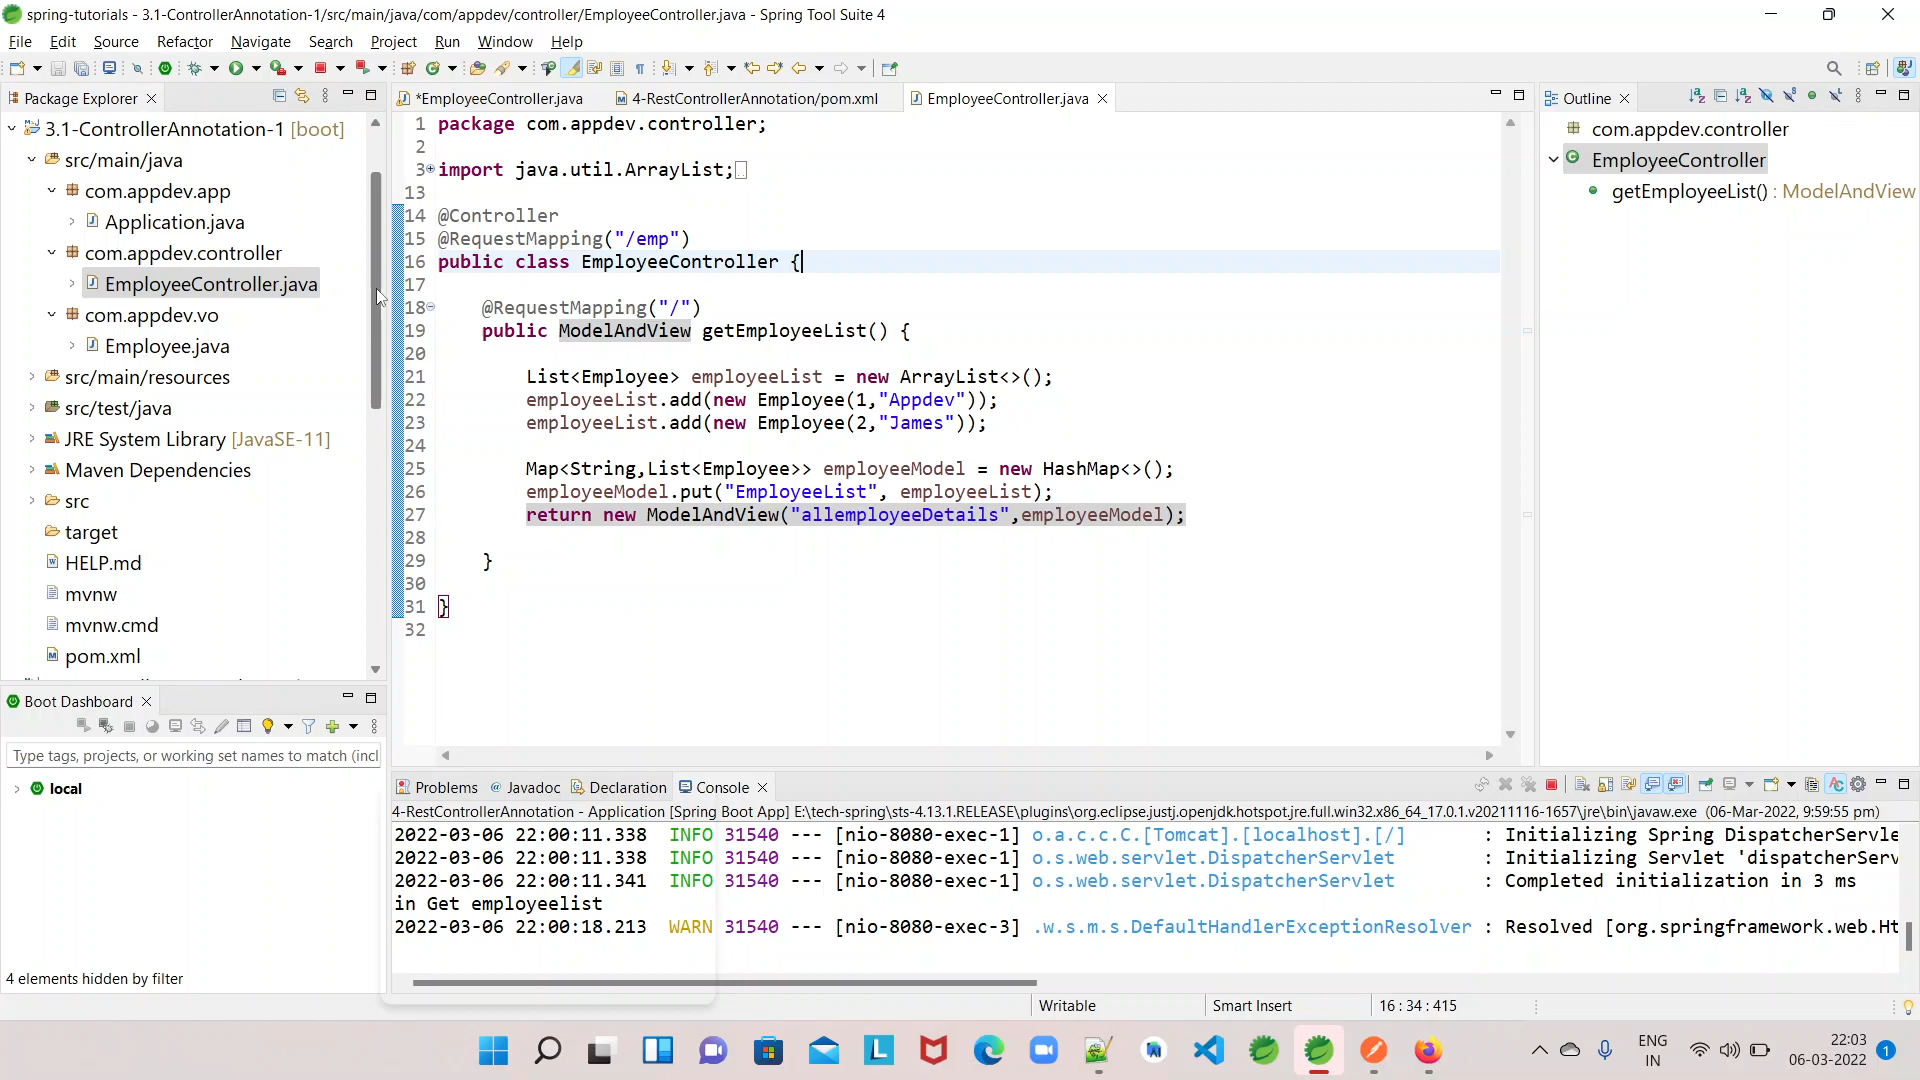 spring-tutorials - 3.1-ControllerAnnotation-1/src/main/java/com/appdev/controller/EmployeeController.java - Spring Tool Suite 4
File Edit Source Refactor Navigate Search Project Run Window Help
Package Explorer
3.1-ControllerAnnotation-1 [boot]
src/main/java
com.appdev.app
Application.java
com.appdev.controller
EmployeeController.java
com.appdev.vo
Employee.java
src/main/resources
src/test/java
JRE System Library [JavaSE-11]
Maven Dependencies
src
target
HELP.md
mvnw
mvnw.cmd
pom.xml
*EmployeeController.java 4-RestControllerAnnotation/pom.xml EmployeeController.java
1 package com.appdev.controller;
2
3 import java.util.ArrayList;
13
14 @Controller
15 @RequestMapping("/emp")
16 public class EmployeeController {
17
18 @RequestMapping("/")
19 public ModelAndView getEmployeeList() {
20
21 List<Employee> employeeList = new ArrayList<>();
22 employeeList.add(new Employee(1,"Appdev"));
23 employeeList.add(new Employee(2,"James"));
24
25 Map<String,List<Employee>> employeeModel = new HashMap<>();
26 employeeModel.put("EmployeeList", employeeList);
27 return new ModelAndView("allemployeeDetails",employeeModel);
28
29 }
30
31 }
32
Outline
com.appdev.controller
EmployeeController
getEmployeeList() : ModelAndView
Boot Dashboard
Type tags, projects, or working set names to match (incl
local
4 elements hidden by filter
Problems Javadoc Declaration Console
4-RestControllerAnnotation - Application [Spring Boot App] E:\tech-spring\sts-4.13.1.RELEASE\plugins\org.eclipse.justj.openjdk.hotspot.jre.full.win32.x86_64_17.0.1.v20211116-1657\jre\bin\javaw.exe (06-Mar-2022, 9:59:55 pm)
2022-03-06 22:00:11.338 INFO 31540 --- [nio-8080-exec-1] o.a.c.c.C.[Tomcat].[localhost].[/] : Initializing Spring DispatcherServle
2022-03-06 22:00:11.338 INFO 31540 --- [nio-8080-exec-1] o.s.web.servlet.DispatcherServlet : Initializing Servlet 'dispatcherServ
2022-03-06 22:00:11.341 INFO 31540 --- [nio-8080-exec-1] o.s.web.servlet.DispatcherServlet : Completed initialization in 3 ms
in Get employeelist
2022-03-06 22:00:18.213 WARN 31540 --- [nio-8080-exec-3] .w.s.m.s.DefaultHandlerExceptionResolver : Resolved [org.springframework.web.Ht
Writable Smart Insert 16 : 34 : 415
ENG
IN
22:03
06-03-2022
1